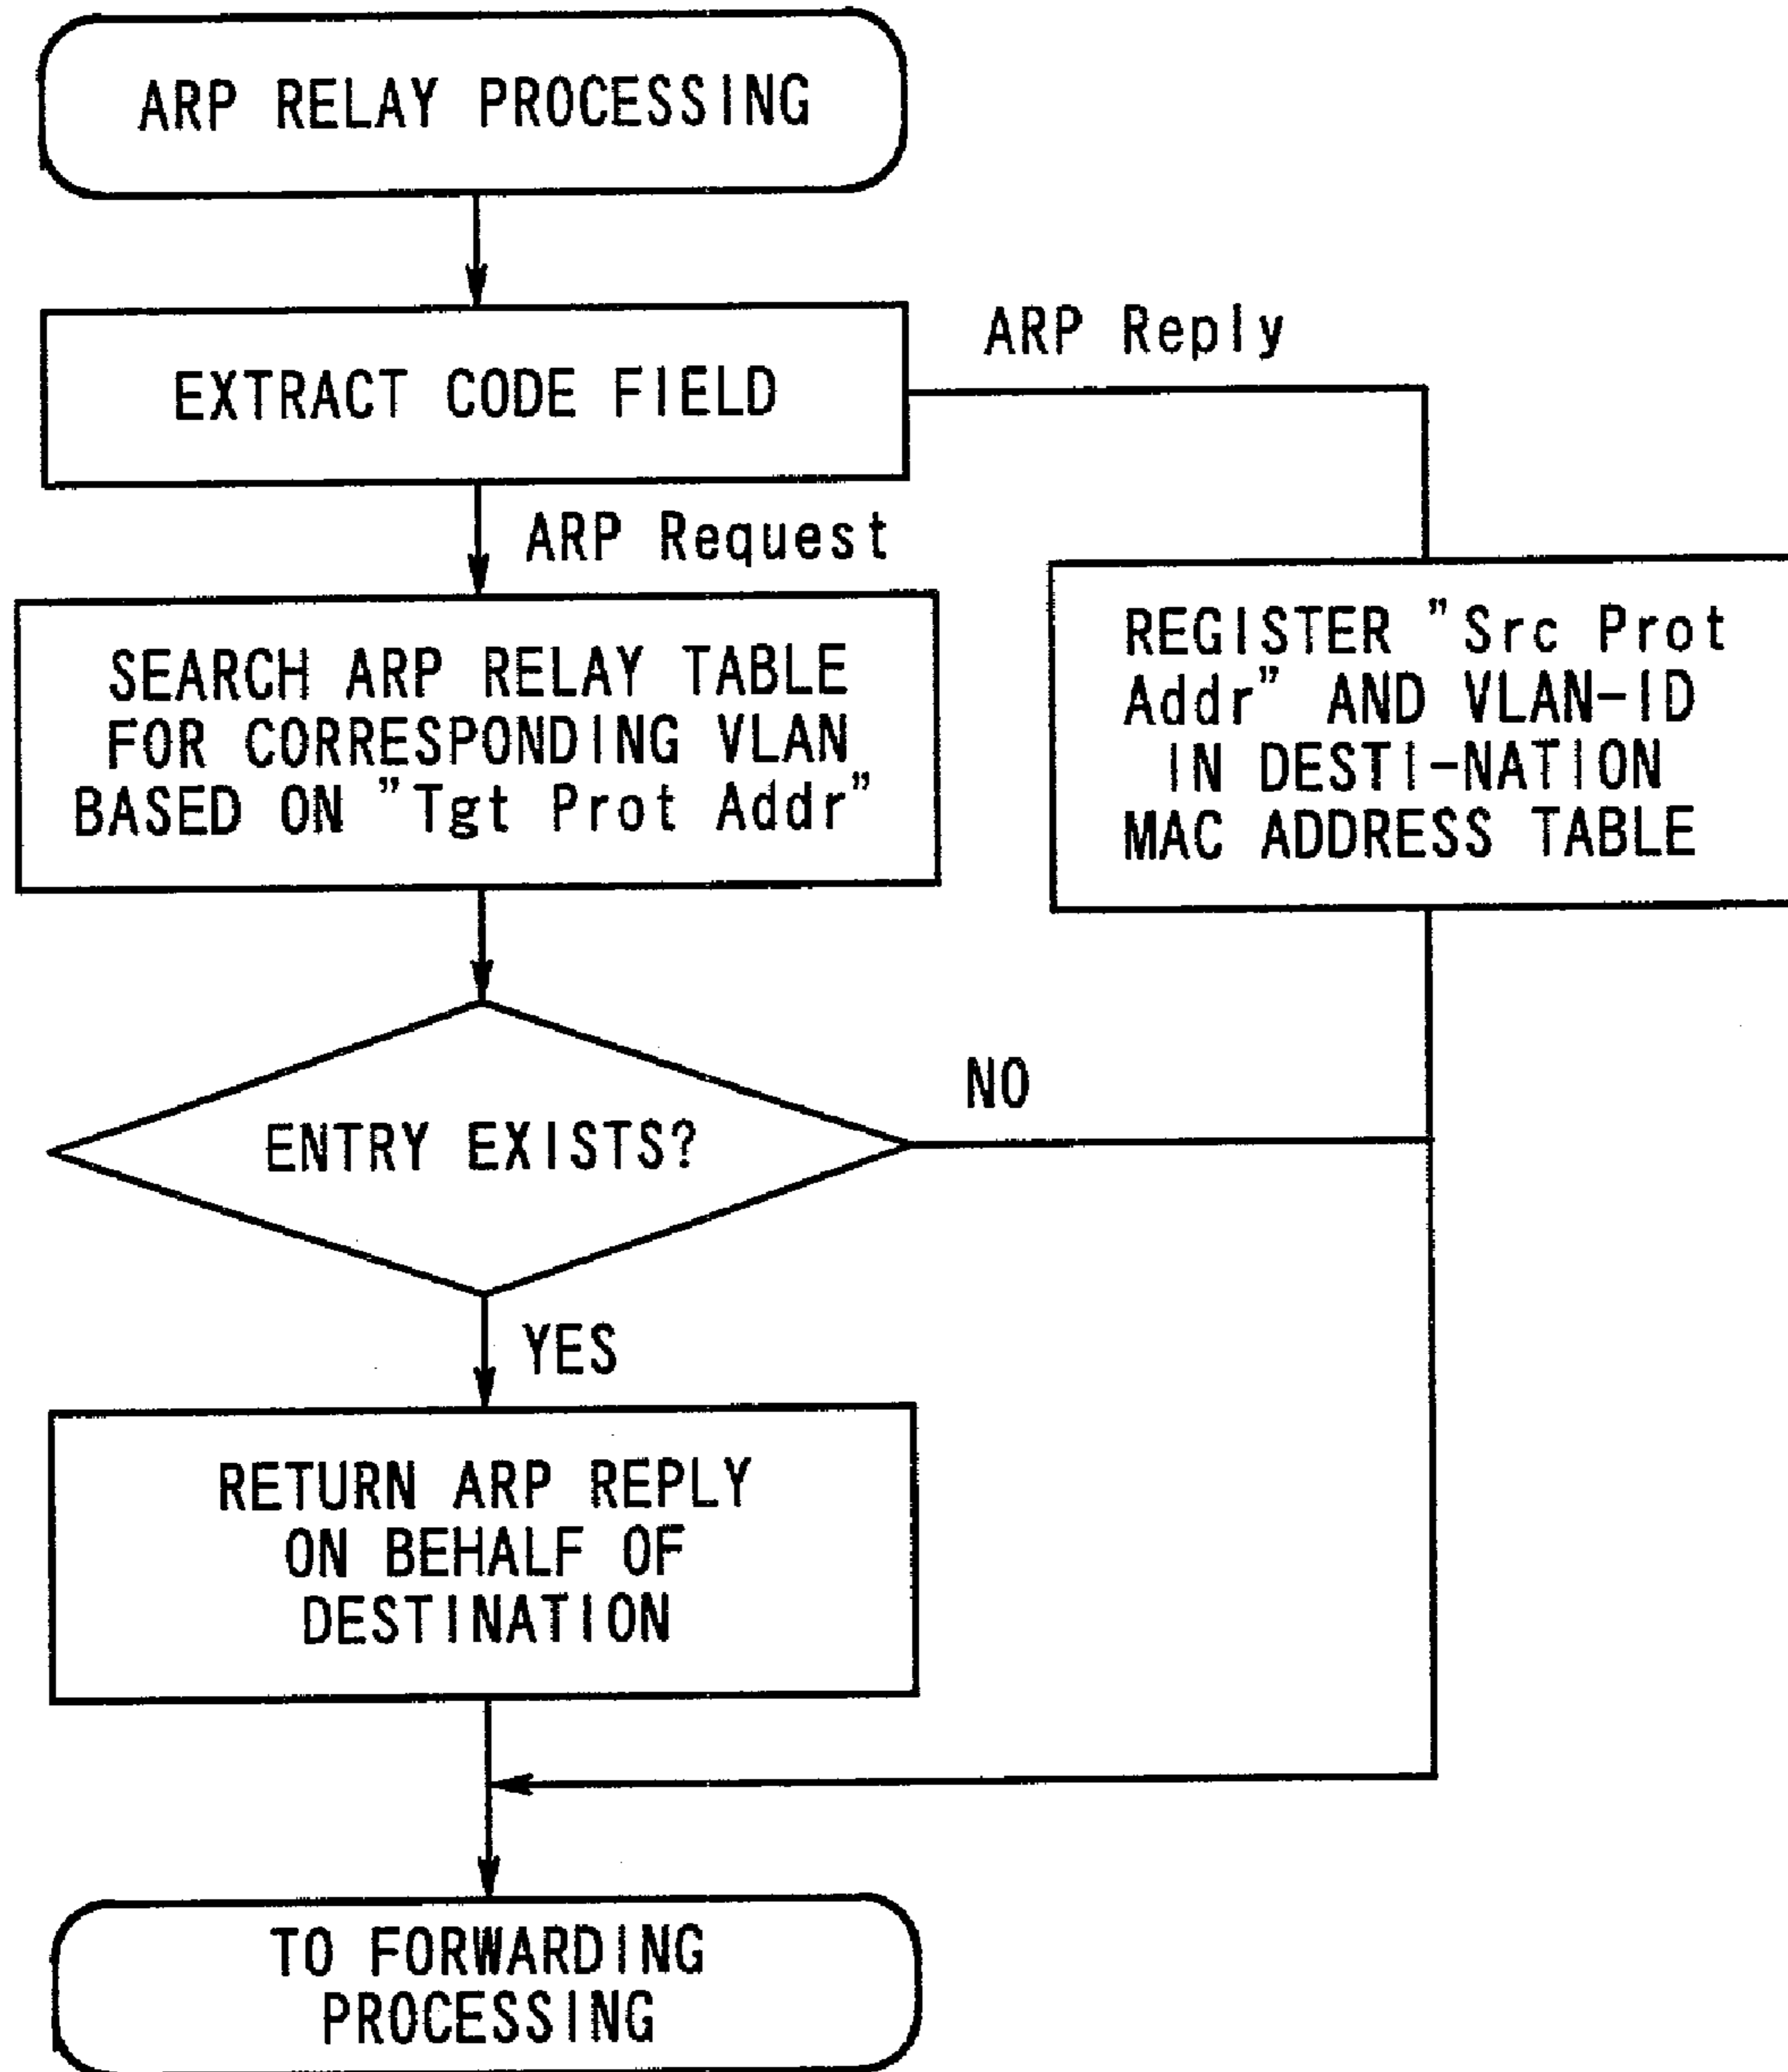 ARP RELAY PROCESSING
EXTRACT CODE FIELD
ARP Reply
ARP Request
SEARCH ARP RELAY TABLE
FOR CORRESPONDING VLAN
BASED ON "Tgt Prot Addr"
REGISTER "Src Prot
Addr" AND VLAN-ID
IN DESTI-NATION
MAC ADDRESS TABLE
ENTRY EXISTS?
NO
YES
RETURN ARP REPLY
ON BEHALF OF
DESTINATION
TO FORWARDING
PROCESSING